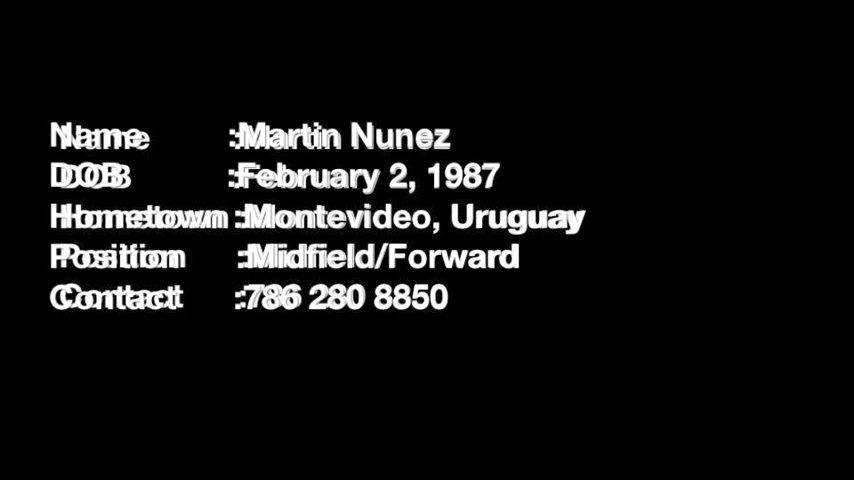 Name :Martin Nunez
DOB :February 2, 1987
Hometown :Montevideo, Uruguay
Position :Midfield/Forward
Contact :786 280 8850